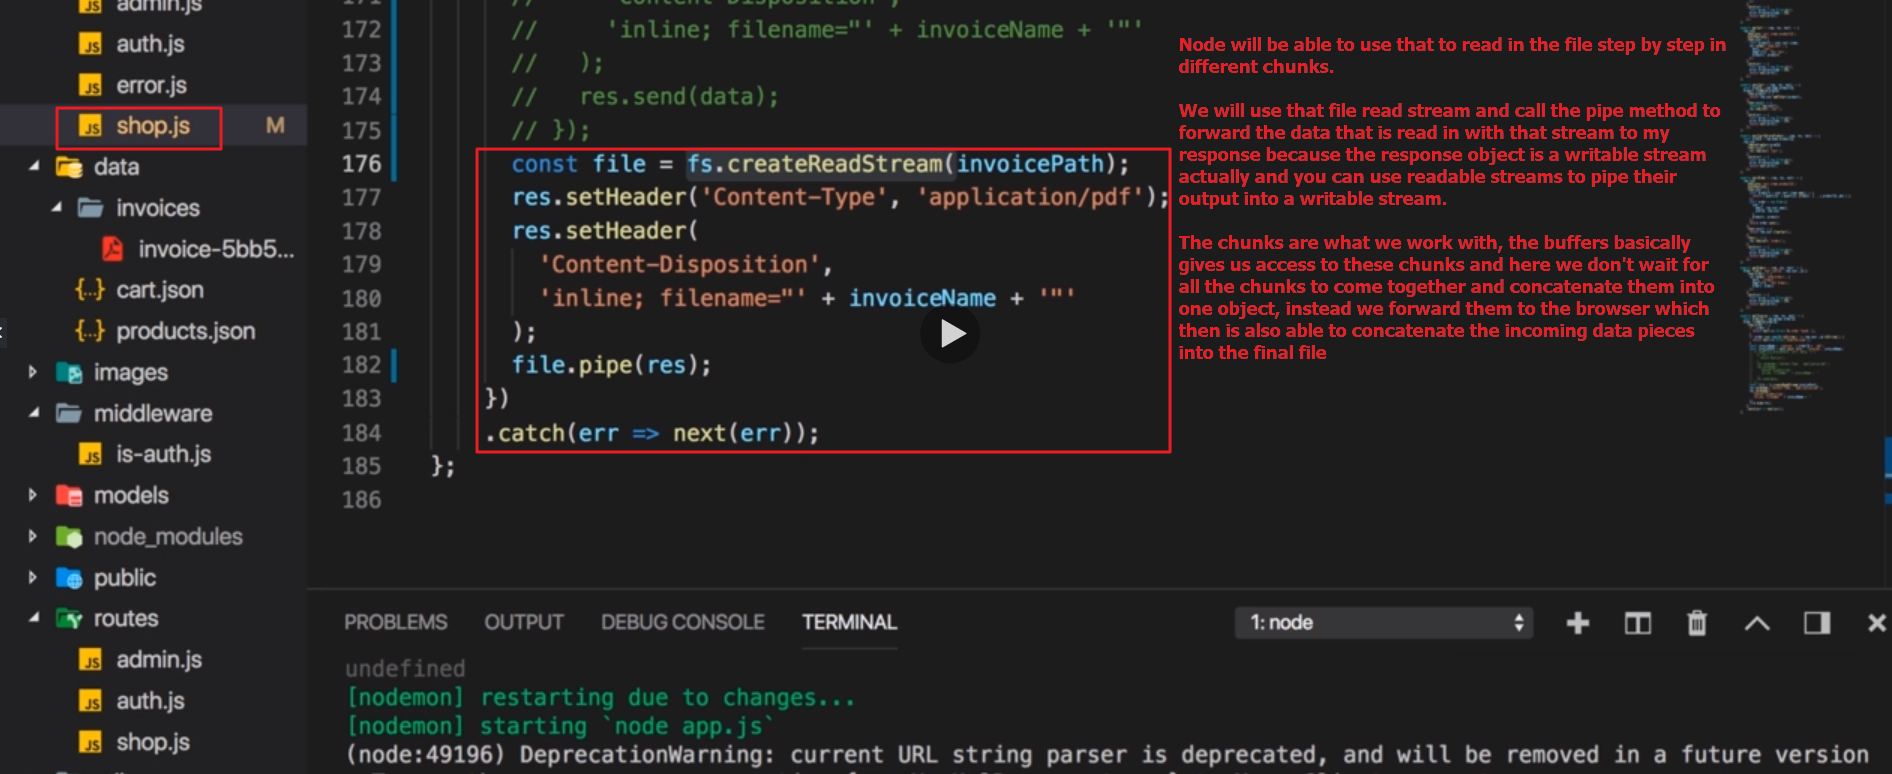 admin.js
auth.js
error.js
shop.js M
data
invoices
invoice-5bb5...
cart.json
products.json
images
middleware
is-auth.js
models
node_modules
public
routes
admin.js
auth.js
shop.js
172 // 'inline; filename="' + invoiceName + '"'
173 // );
174 // res.send(data);
175 // });
176 const file = fs.createReadStream(invoicePath);
177 res.setHeader('Content-Type', 'application/pdf');
178 res.setHeader(
179 'Content-Disposition',
180 'inline; filename="' + invoiceName + '"'
181 );
182 file.pipe(res);
183 })
184 .catch(err => next(err));
185 };
186
Node will be able to use that to read in the file step by step in
different chunks.
We will use that file read stream and call the pipe method to
forward the data that is read in with that stream to my
response because the response object is a writable stream
actually and you can use readable streams to pipe their
output into a writable stream.
The chunks are what we work with, the buffers basically
gives us access to these chunks and here we don't wait for
all the chunks to come together and concatenate them into
one object, instead we forward them to the browser which
then is also able to concatenate the incoming data pieces
into the final file
PROBLEMS OUTPUT DEBUG CONSOLE TERMINAL 1: node
undefined
[nodemon] restarting due to changes...
[nodemon] starting `node app.js`
(node:49196) DeprecationWarning: current URL string parser is deprecated, and will be removed in a future version